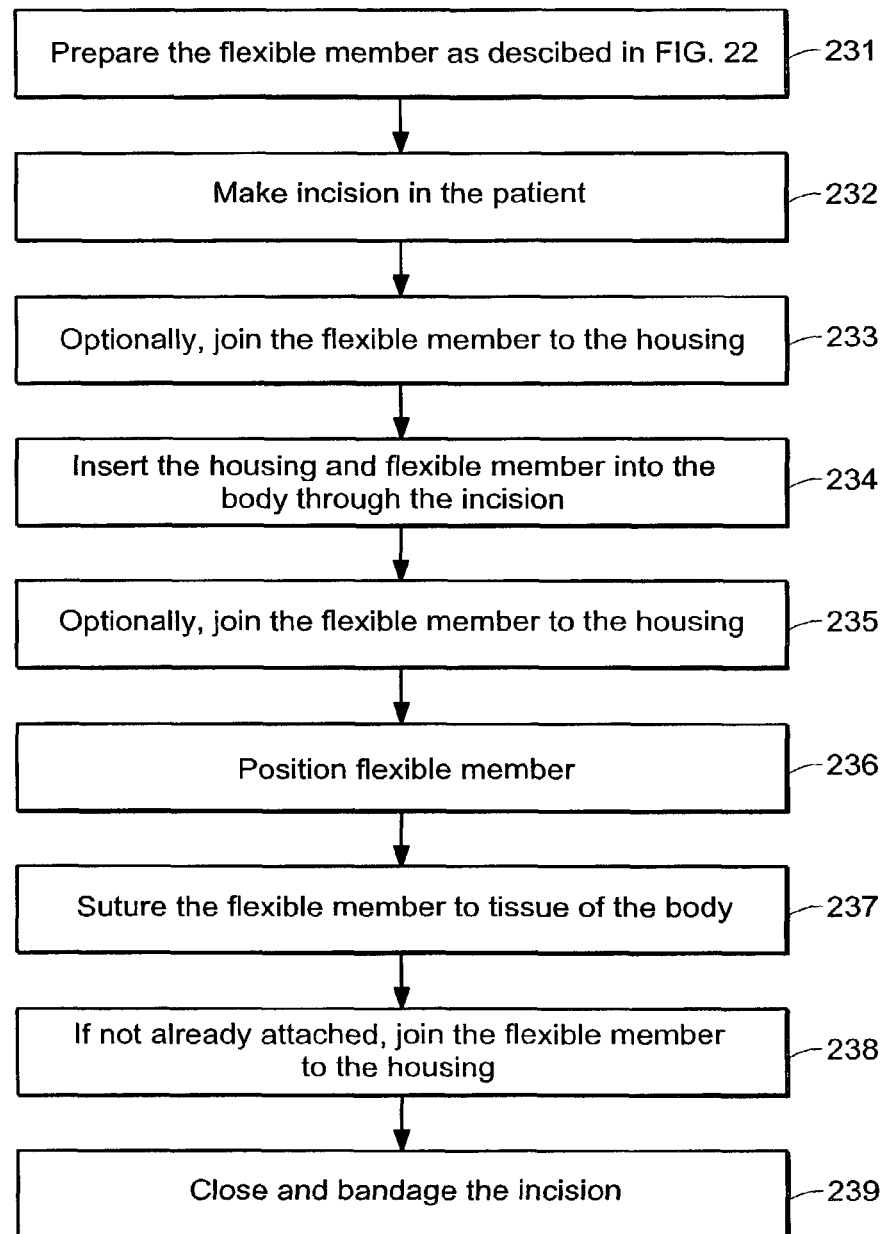 Prepare the flexible member as descibed in FIG. 22
231
Make incision in the patient
232
Optionally, join the flexible member to the housing
233
Insert the housing and flexible member into the
body through the incision
234
Optionally, join the flexible member to the housing
235
Position flexible member
236
Suture the flexible member to tissue of the body
237
If not already attached, join the flexible member
to the housing
238
Close and bandage the incision
239